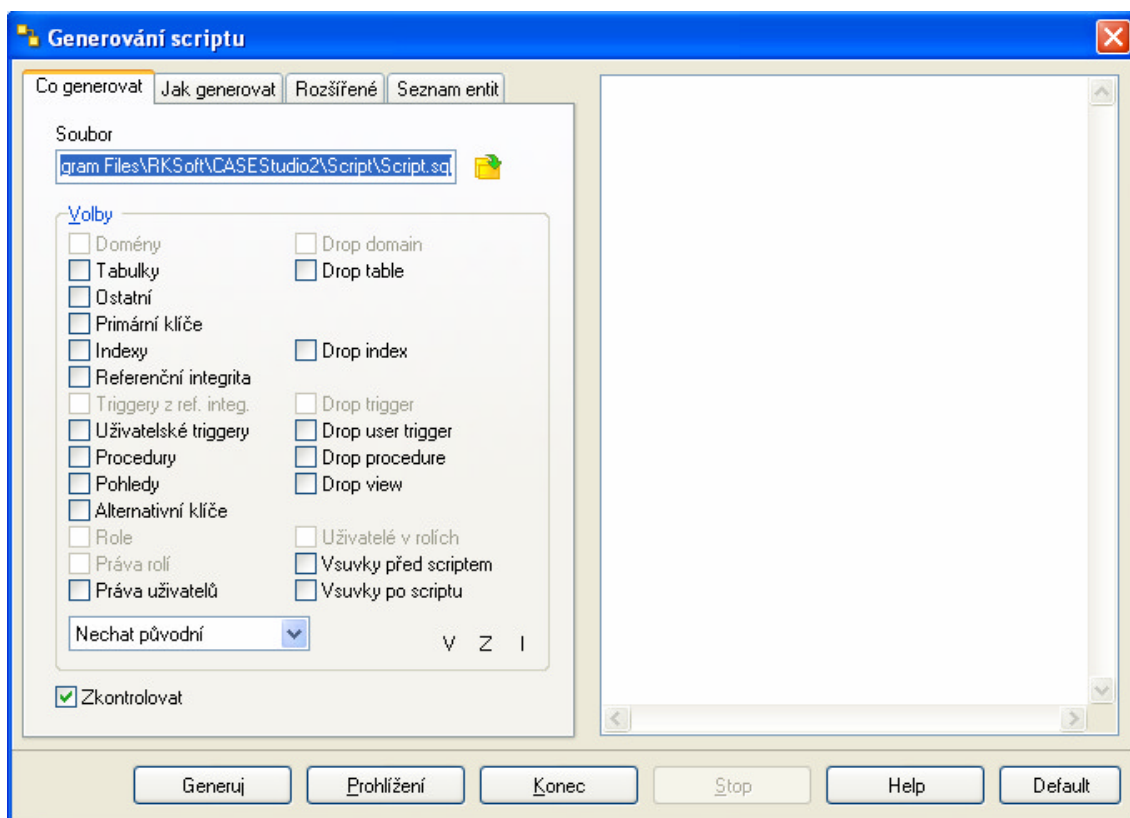 Generování scriptu
Co generovat Jak generovat Rozšířené Seznam entit
Soubor
gram Files\RKSoft\CASEStudio2\Script\Script.sql
Volby
Domény Drop domain
Tabulky Drop table
Ostatní
Primární klíče
Indexy Drop index
Referenční integrita
Triggery z ref. integ. Drop trigger
Uživatelské triggery Drop user trigger
Procedury Drop procedure
Pohledy Drop view
Alternativní klíče
Role Uživatelé v rolích
Práva rolí Vsuvky před scriptem
Práva uživatelů Vsuvky po scriptu
Nechat původní V Z I
Zkontrolovat
Generuj Prohlížení Konec Stop Help Default